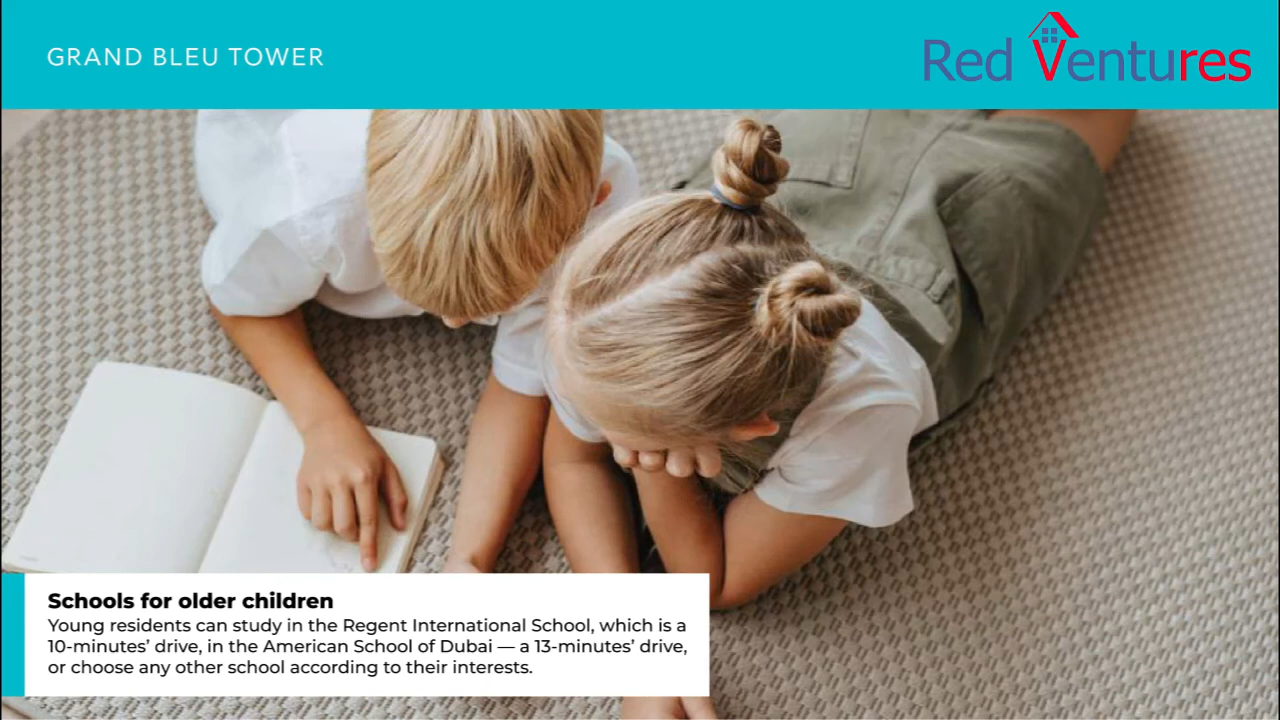 GRAND BLEU TOWER
Red Ventures
Schools for older children
Young residents can study in the Regent International School, which is a
10-minutes’ drive, in the American School of Dubai — a 13-minutes’ drive,
or choose any other school according to their interests.